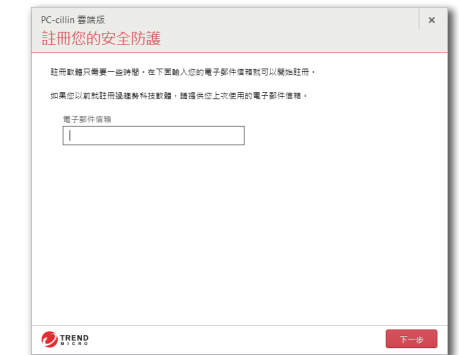 PC-cillin 雲端版
註冊您的安全防護
註冊軟體只需要一些時間。在下面輸入您的電子郵件信箱就可以開始註冊。
如果您以前就註冊過趨勢科技軟體，請提供您上次使用的電子郵件信箱。
電子郵件信箱
TREND
MICRO
下一步